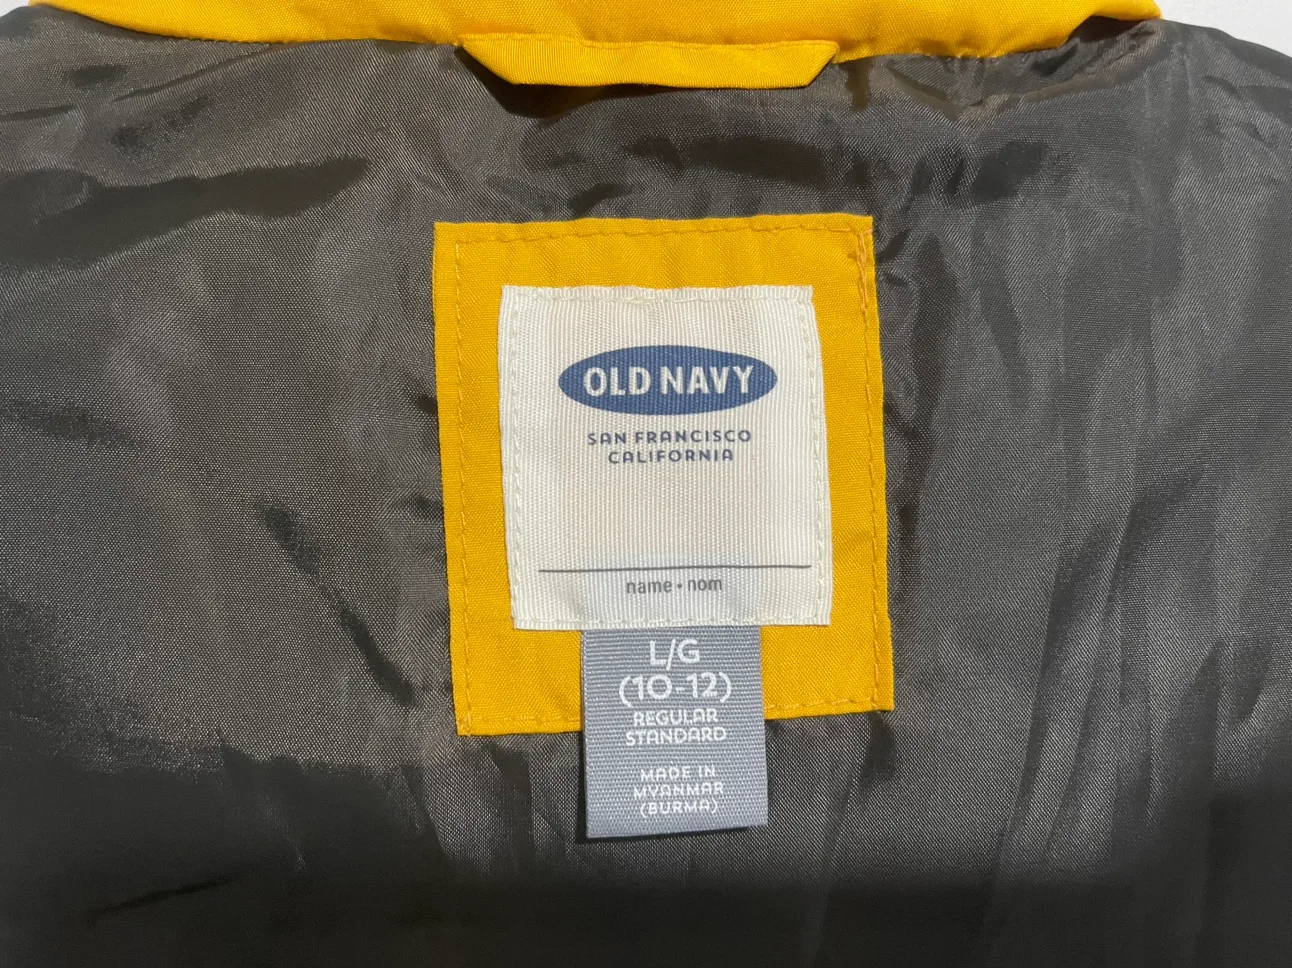 OLD NAVY
SAN FRANCISCO
CALIFORNIA
name • nom
L/G
(10-12)
REGULAR
STANDARD
MADE IN
MYANMAR
(BURMA)